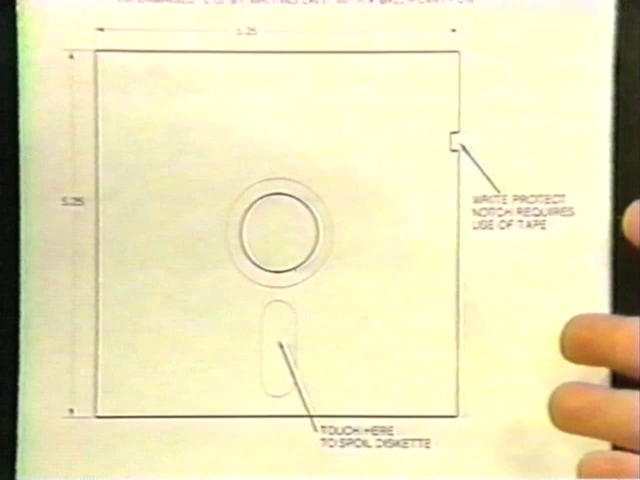 5.25
5.25
WRITE PROTECT
NOTCH REQUIRES
USE OF TAPE
TOUCH HERE
TO SPOIL DISKETTE